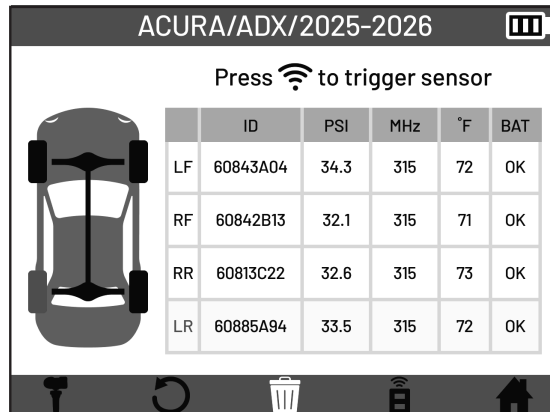 ACURA/ADX/2025-2026
Press to trigger sensor
ID PSI MHz °F BAT
LF 60843A04 34.3 315 72 OK
RF 60842B13 32.1 315 71 OK
RR 60813C22 32.6 315 73 OK
LR 60885A94 33.5 315 72 OK